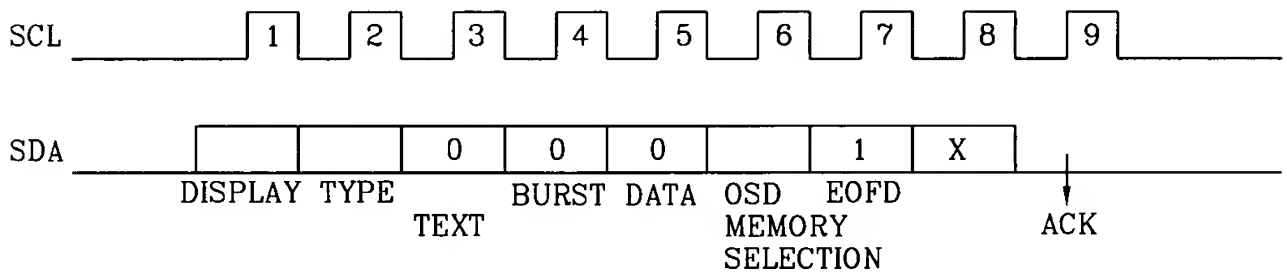 SCL 1 2 3 4 5 6 7 8 9
SDA 0 0 0 1 X
DISPLAY TYPE BURST DATA OSD EOFD
TEXT MEMORY ACK
SELECTION